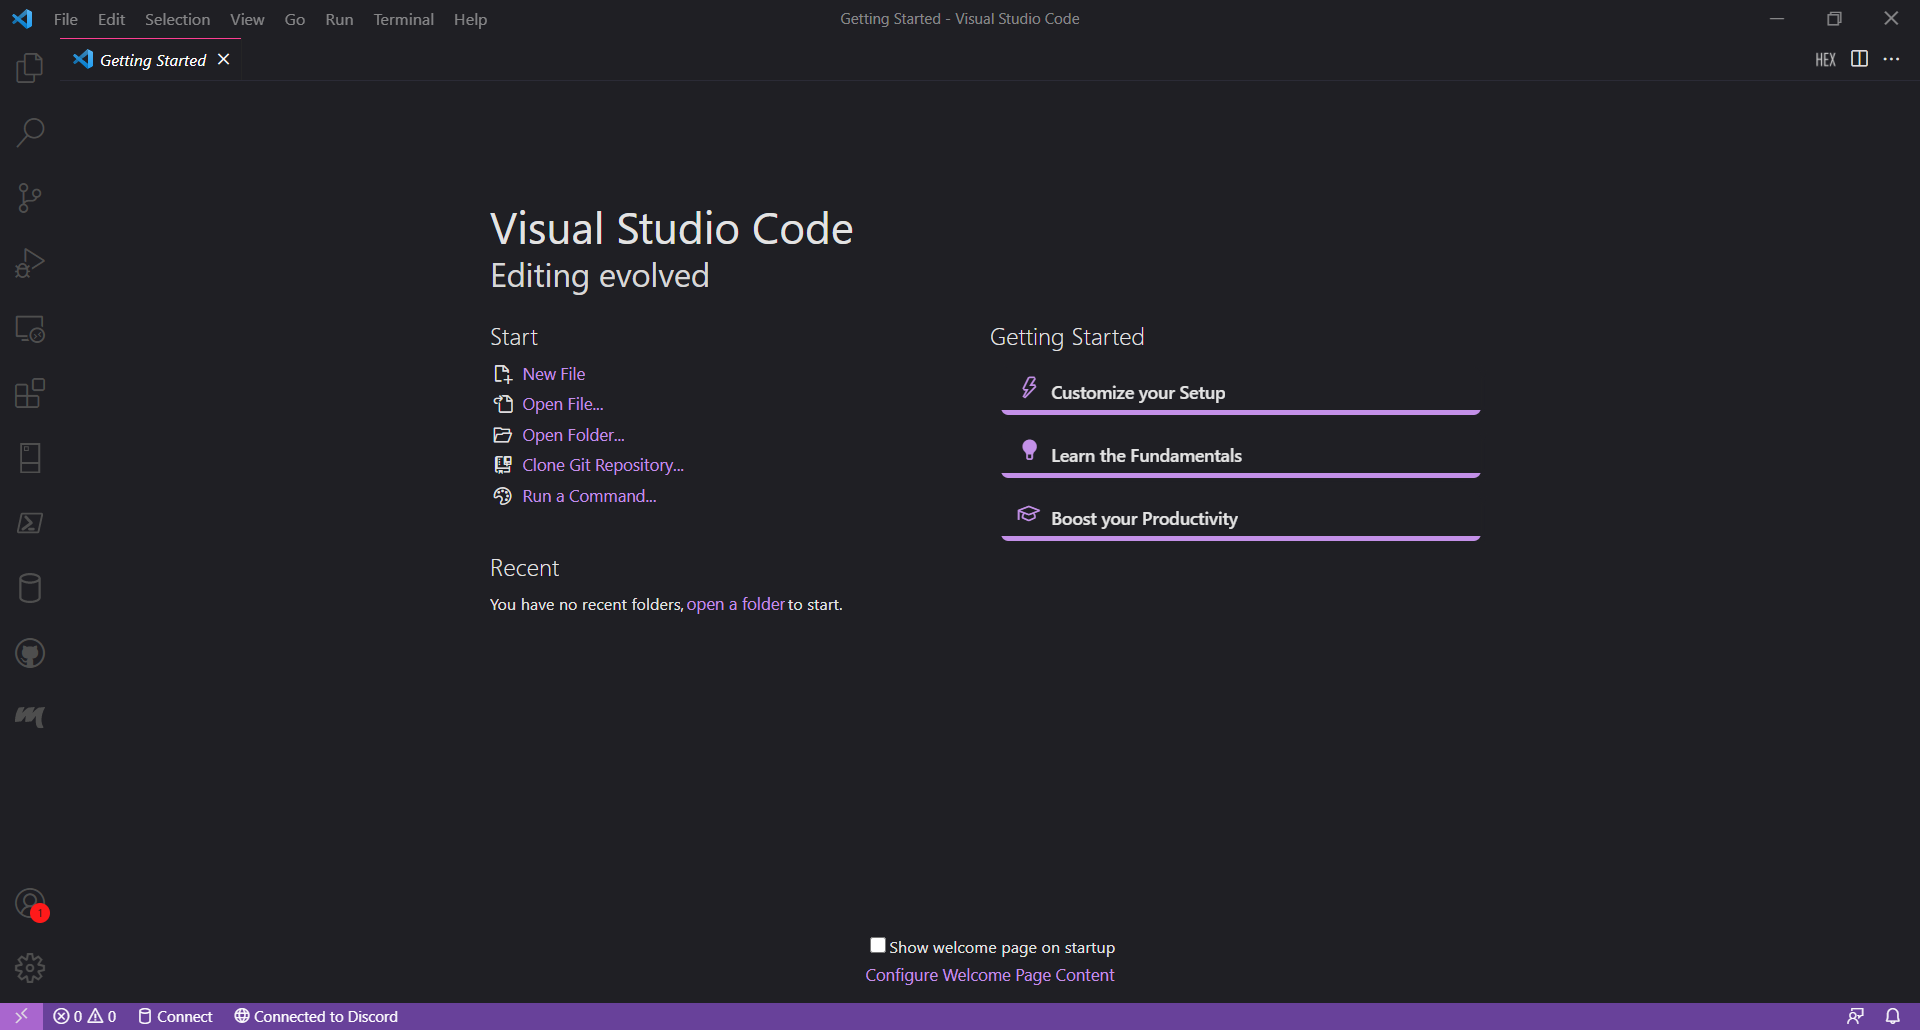 File Edit Selection View Go Run Terminal Help
Getting Started - Visual Studio Code
Getting Started
HEX
Visual Studio Code
Editing evolved
Start
New File
Open File...
Open Folder...
Clone Git Repository...
Run a Command...
Recent
You have no recent folders, open a folder to start.
Getting Started
Customize your Setup
Learn the Fundamentals
Boost your Productivity
1
Show welcome page on startup
Configure Welcome Page Content
0 0 Connect Connected to Discord